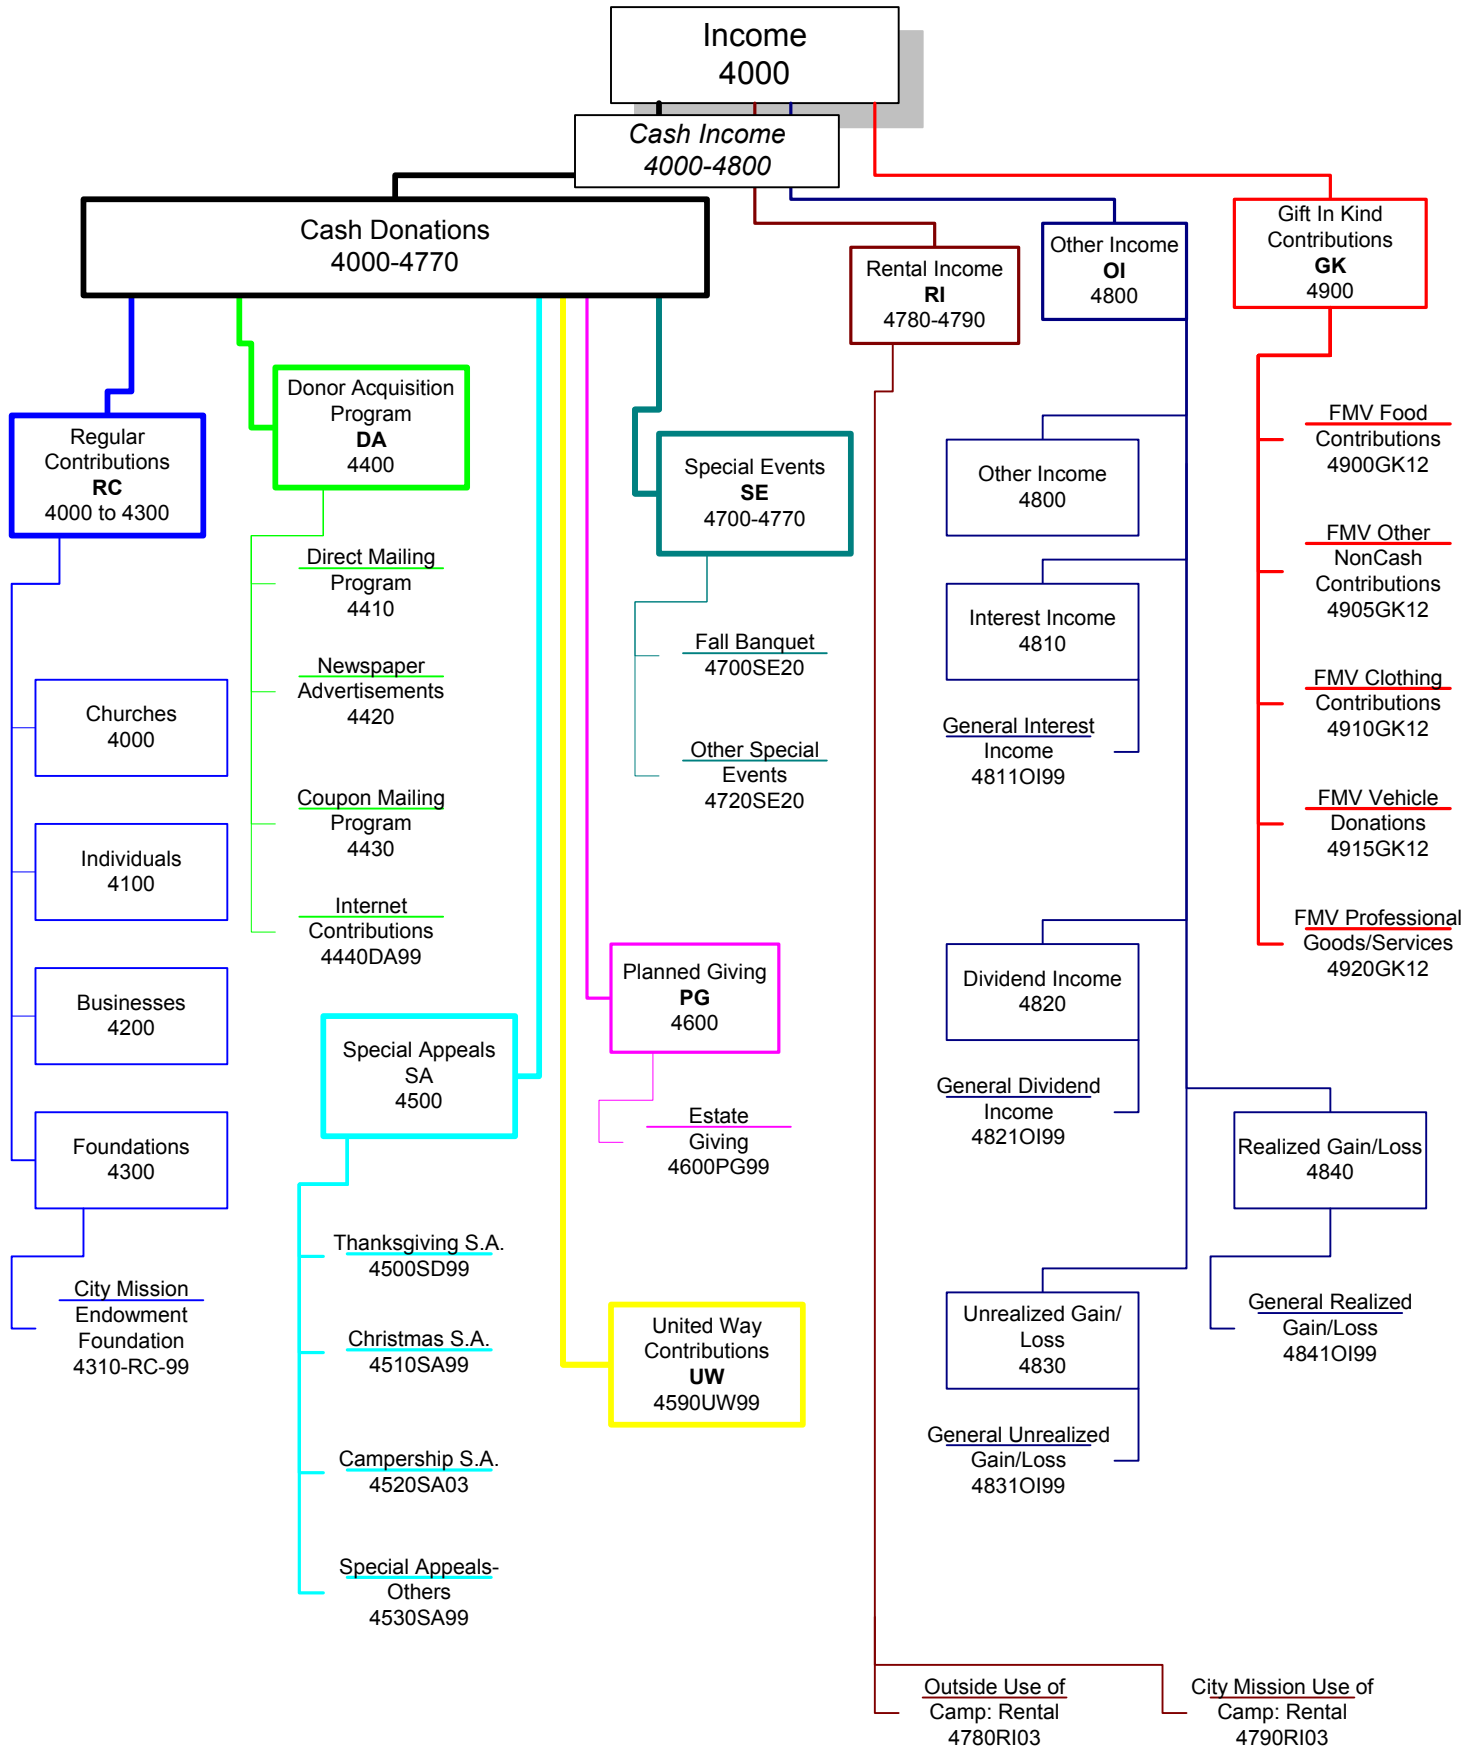 Income
4000
Cash Income
4000-4800
Cash Donations
4000-4770
Rental Income
RI
4780-4790
Other Income
OI
4800
Gift In Kind
Contributions
GK
4900
Regular
Contributions
RC
4000 to 4300
Churches
4000
Individuals
4100
Businesses
4200
Foundations
4300
City Mission
Endowment
Foundation
4310-RC-99
Donor Acquisition
Program
DA
4400
Direct Mailing
Program
4410
Newspaper
Advertisements
4420
Coupon Mailing
Program
4430
Internet
Contributions
4440DA99
Special Appeals
SA
4500
Thanksgiving S.A.
4500SD99
Christmas S.A.
4510SA99
Campership S.A.
4520SA03
Special Appeals-
Others
4530SA99
Special Events
SE
4700-4770
Fall Banquet
4700SE20
Other Special
Events
4720SE20
Planned Giving
PG
4600
Estate
Giving
4600PG99
United Way
Contributions
UW
4590UW99
Other Income
4800
Interest Income
4810
General Interest
Income
4811OI99
Dividend Income
4820
General Dividend
Income
4821OI99
Unrealized Gain/
Loss
4830
General Unrealized
Gain/Loss
4831OI99
Realized Gain/Loss
4840
General Realized
Gain/Loss
4841OI99
FMV Food
Contributions
4900GK12
FMV Other
NonCash
Contributions
4905GK12
FMV Clothing
Contributions
4910GK12
FMV Vehicle
Donations
4915GK12
FMV Professional
Goods/Services
4920GK12
Outside Use of
Camp: Rental
4780RI03
City Mission Use of
Camp: Rental
4790RI03